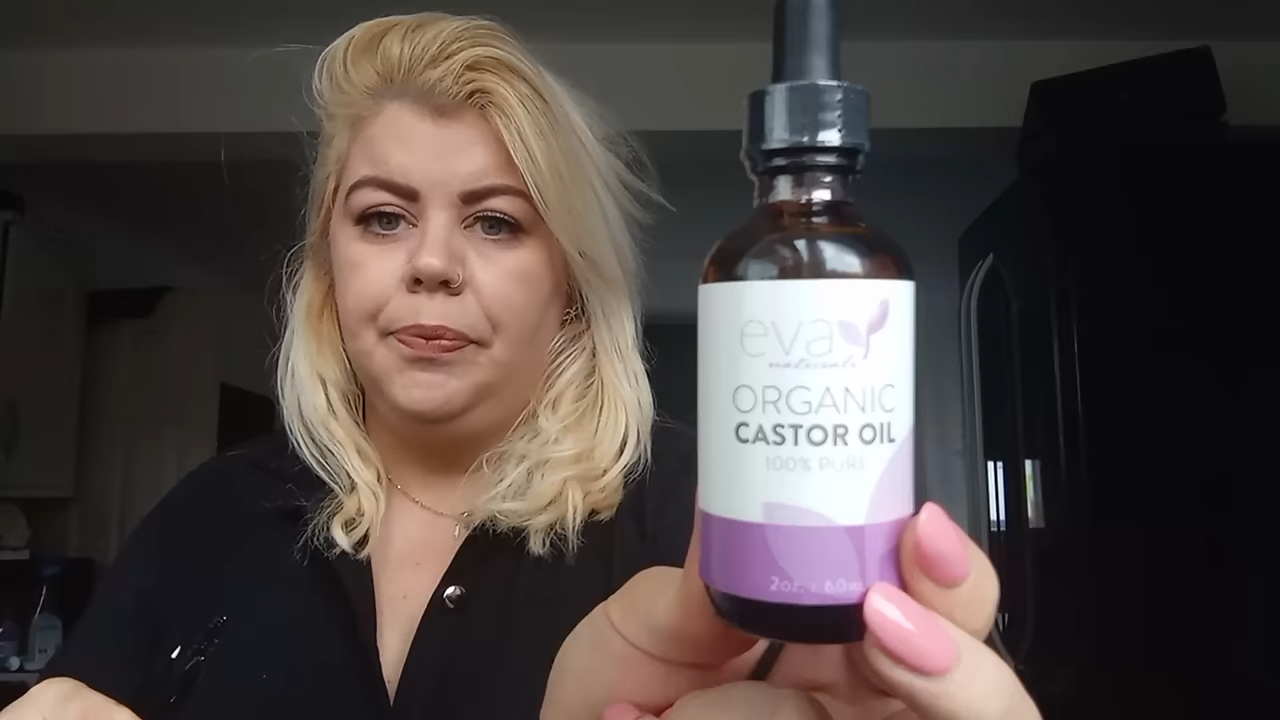 eva
naturals
ORGANIC
CASTOR OIL
100% PURE
2oz. 60mL